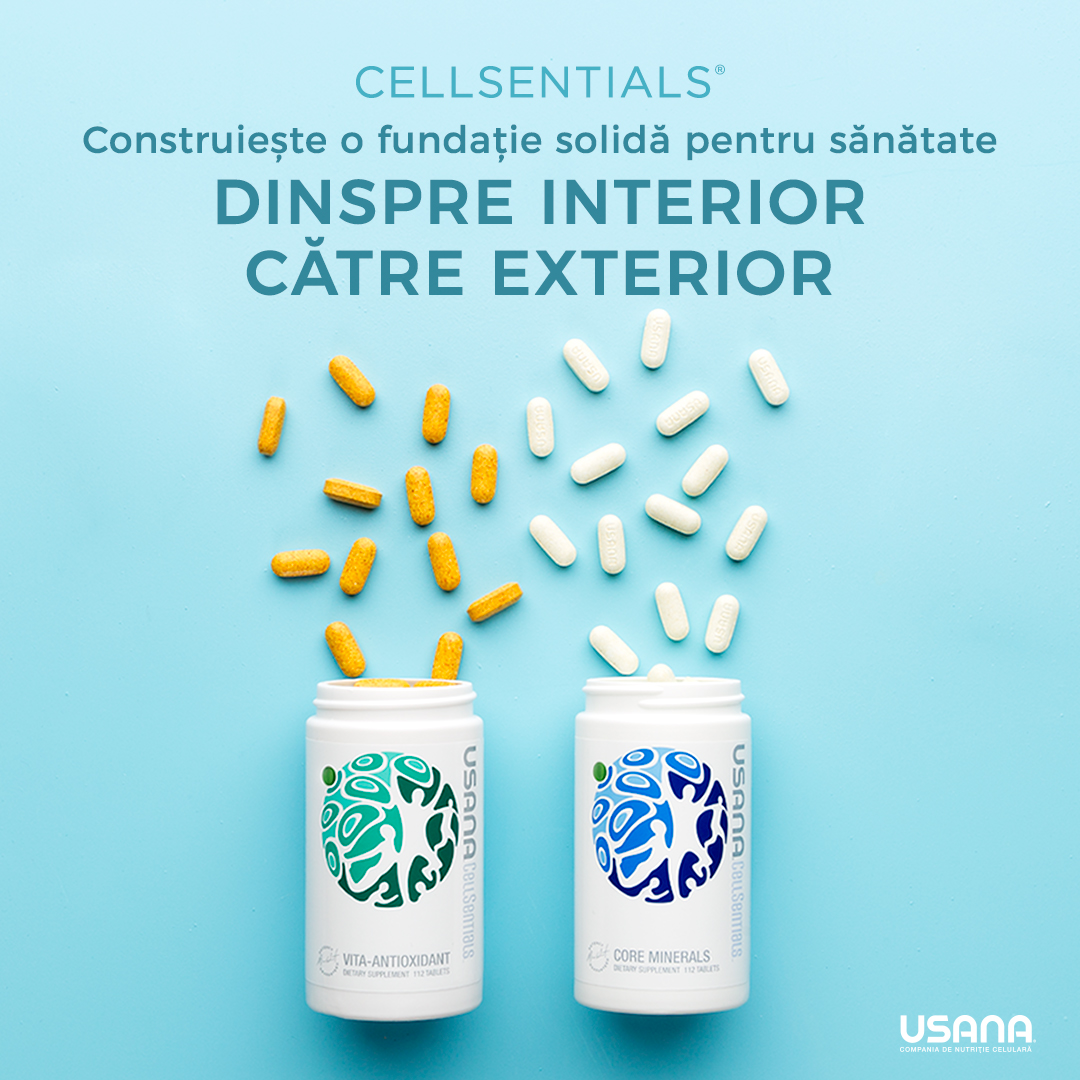 CELLSENTIALS®
Construiește o fundație solidă pentru sănătate
DINSPRE INTERIOR
CĂTRE EXTERIOR
USANA CellSentials
VITA-ANTIOXIDANT
DIETARY SUPPLEMENT 112 TABLETS
USANA CellSentials
CORE MINERALS
DIETARY SUPPLEMENT 112 TABLETS
USANA
COMPANIA DE NUTRIȚIE CELULARĂ